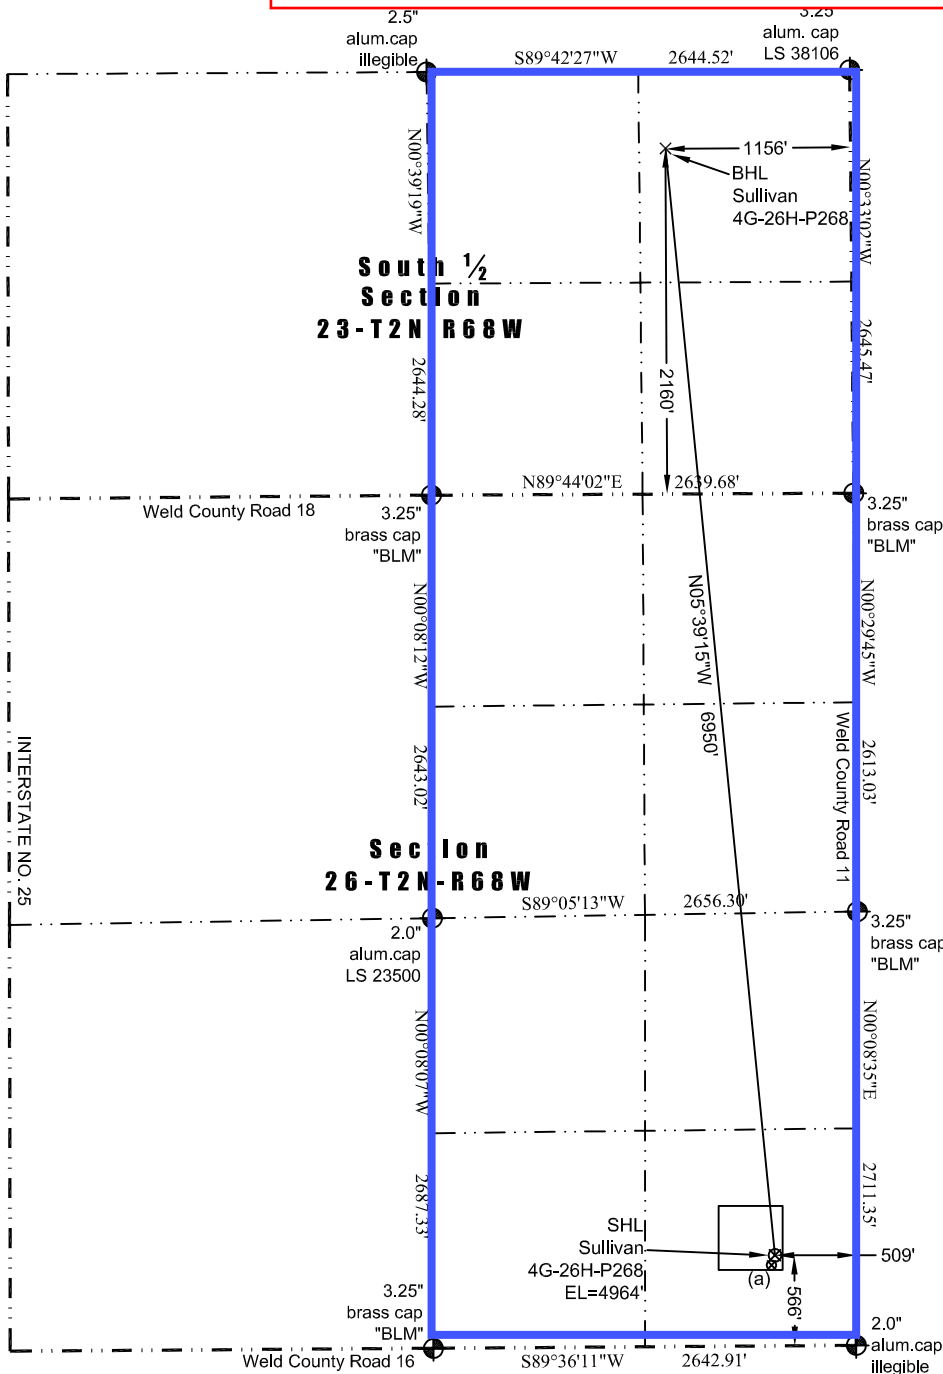 2.5"
alum.cap
illegible
S89°42'27"W
2644.52'
3.25"
alum. cap
LS 38106
N00°39'19"W
1156'
BHL
Sullivan
4G-26H-P268
N00°33'02"W
South ½
Section
23-T2N-R68W
2644.28'
2160'
2645.47'
Weld County Road 18
N89°44'02"E
2639.68'
3.25"
brass cap
"BLM"
3.25"
brass cap
"BLM"
N00°08'12"W
N05°39'15"W
6950'
N00°29'45"W
INTERSTATE NO. 25
2643.02'
Weld County Road 11
2613.03'
Section
26-T2N-R68W
S89°05'13"W
2656.30'
2.0"
alum.cap
LS 23500
3.25"
brass cap
"BLM"
N00°08'07"W
N00°08'35"E
2687.33'
2711.35'
SHL
Sullivan
4G-26H-P268
EL=4964'
(a)
509'
566'
3.25"
brass cap
"BLM"
2.0"
alum.cap
illegible
Weld County Road 16
S89°36'11"W
2642.91'